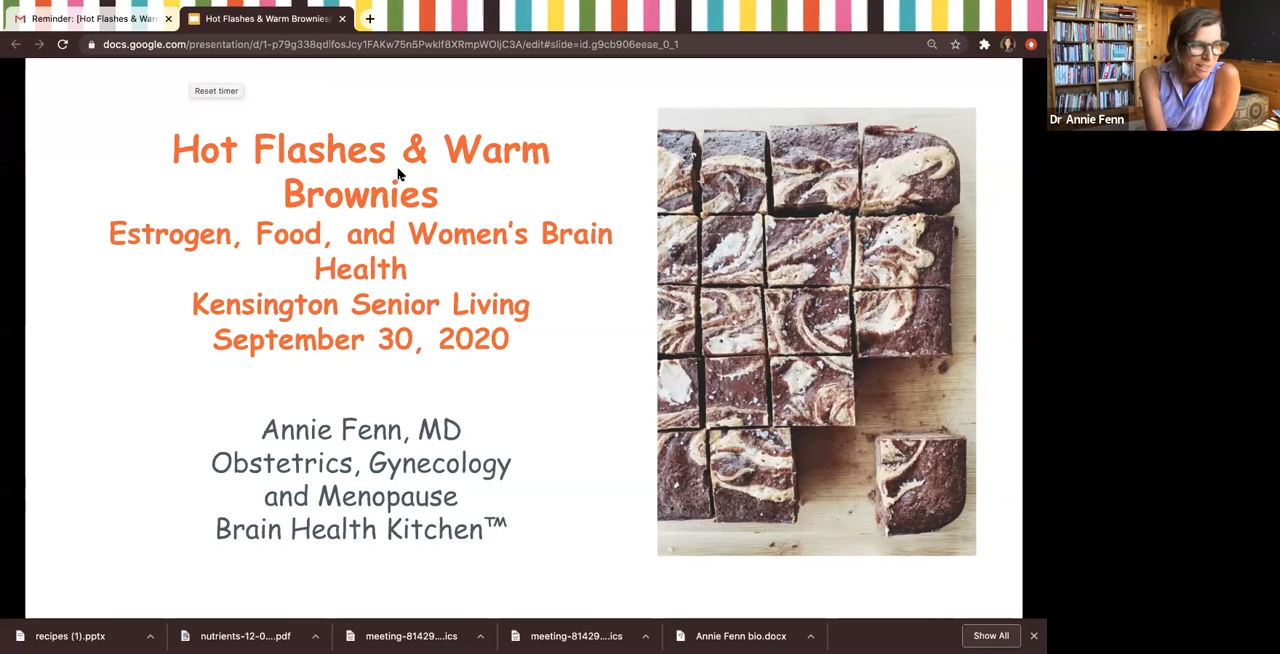 Reminder: [Hot Flashes & War
Hot Flashes & Warm Brownies/
docs.google.com/presentation/d/1-p79g338qdifosJcy1FAKw75n5PwkIf8XRmpWOIjC3A/edit#slide=id.g9cb906eeae_0_1
Dr Annie Fenn
Reset timer
Hot Flashes & Warm
Brownies
Estrogen, Food, and Women's Brain
Health
Kensington Senior Living
September 30, 2020
Annie Fenn, MD
Obstetrics, Gynecology
and Menopause
Brain Health Kitchen™
recipes (1).pptx
nutrients-12-0....pdf
meeting-81429....ics
meeting-81429....ics
Annie Fenn bio.docx
Show All